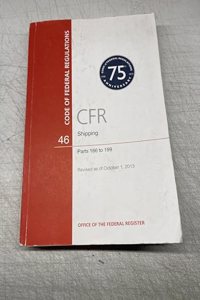 CODE OF FEDERAL REGULATIONS
75
ANNIVERSARY
CFR
Shipping
46
Parts 166 to 199
Revised as of October 1, 2013
OFFICE OF THE FEDERAL REGISTER